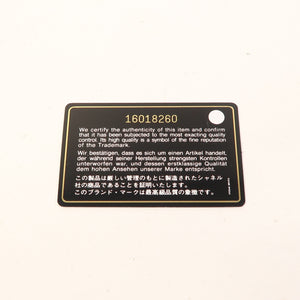 16018260
We certify the authenticity of this item and confirm
that it has been subjected to the most exacting quality
control. Its high quality is a symbol of the fine reputation
of the Trademark.
Wir bestätigen, dass es sich um einen Artikel handelt,
der während seiner Herstellung strengsten Kontrollen
unterworfen war, und dessen erstklassige Qualität
dem hohen Ansehen unserer Marke entspricht.
この製品は厳しい管理のもとに製造されたシャネル
社の商品であることを証明いたします。
このブランド・マークは最高級品の象徴です。